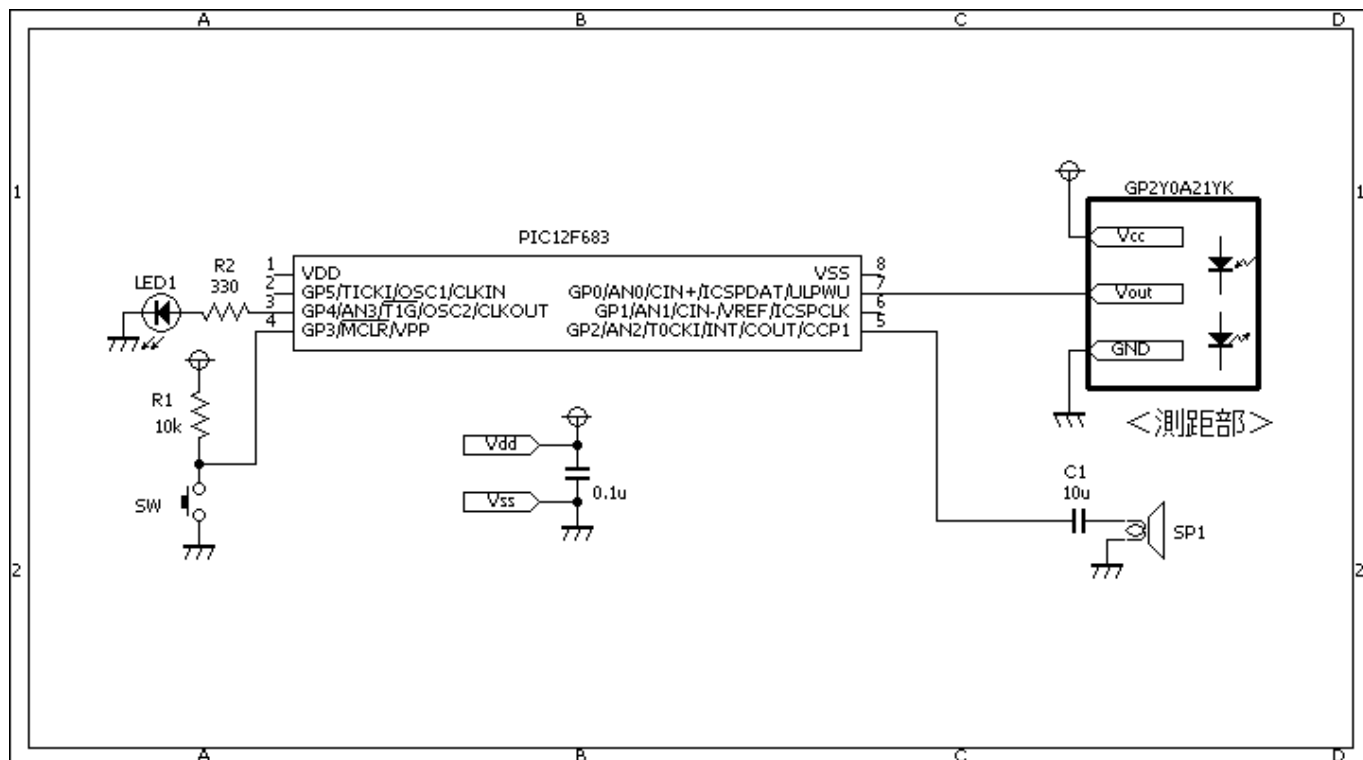 A B C D
1 1
GP2Y0A21YK
Vcc
Vout
GND
<測距部>
PIC12F683
1 VDD VSS 8
2 GP5/TICKI/OSC1/CLKIN GP0/AN0/CIN+/ICSPDAT/ULPWU 7
3 GP4/AN3/T1G/OSC2/CLKOUT GP1/AN1/CIN-/VREF/ICSPCLK 6
4 GP3/MCLR/VPP GP2/AN2/T0CKI/INT/COUT/CCP1 5
LED1
R2
330
R1
10k
SW
Vdd
Vss
0.1u
C1
10u
SP1
2 2
A B C D